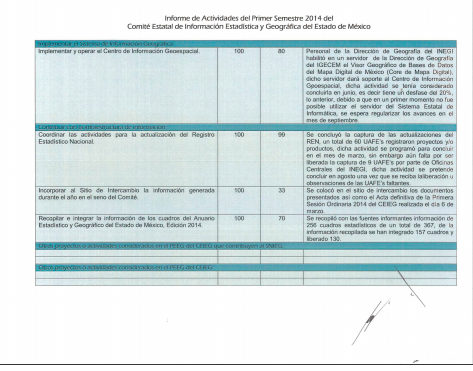 Informe de Actividades del Primer Semestre 2014 del
Comité Estatal de Información Estadística y Geográfica del Estado de México
Implementar y operar el Centro de Información Geoespacial.
100
80
Personal de la Dirección de Geografía del INEGI
habilitó en un servidor de la Dirección de Geografía
del IGECEM el Visor Geográfico de Bases de Datos
del Mapa Digital de México (Core de Mapa Digital),
dicho servidor dará soporte al Centro de Información
Gpoespacial, dicha actividad se tenía considerado
concluirla en junio, es decir tiene un desfase del 20%,
lo anterior, debido a que en un primer momento no fue
posible utilizar el servidor del Sistema Estatal de
Informática, se espera regularizar los avances en el
mes de septiembre.
Coordinar las actividades para la actualización del Registro
Estadístico Nacional.
100
99
Se concluyó la captura de las actualizaciones del
REN, un total de 60 UAFE's registraron proyectos y/o
productos, dicha actividad se programó para concluir
en el mes de marzo, sin embargo aún falta por ser
liberada la captura de 9 UAFE's por parte de Oficinas
Centrales del INEGI, dicha actividad se pretende
concluir en agosto una vez que se reciba la liberación u
observaciones de las UAFE's faltantes.
Incorporar al Sitio de Intercambio la información generada
durante el año en el seno del Comité.
100
33
Se colocó en el sitio de intercambio los documentos
presentados así como el Acta definitiva de la Primera
Sesión Ordinaria 2014 del CEIEG realizada el día 6 de
marzo.
Recopilar e integrar la información de los cuadros del Anuario
Estadístico y Geográfico del Estado de México, Edición 2014.
100
70
Se recopiló con las fuentes informantes información de
256 cuadros estadísticos de un total de 367, de la
información recopilada se han integrado 157 cuadros y
liberado 130.
Otros proyectos o actividades considerados en el PEEG del CEIEG que contribuyen al SNIEG
Otros proyectos o actividades considerados en el PEEG del CEIEG